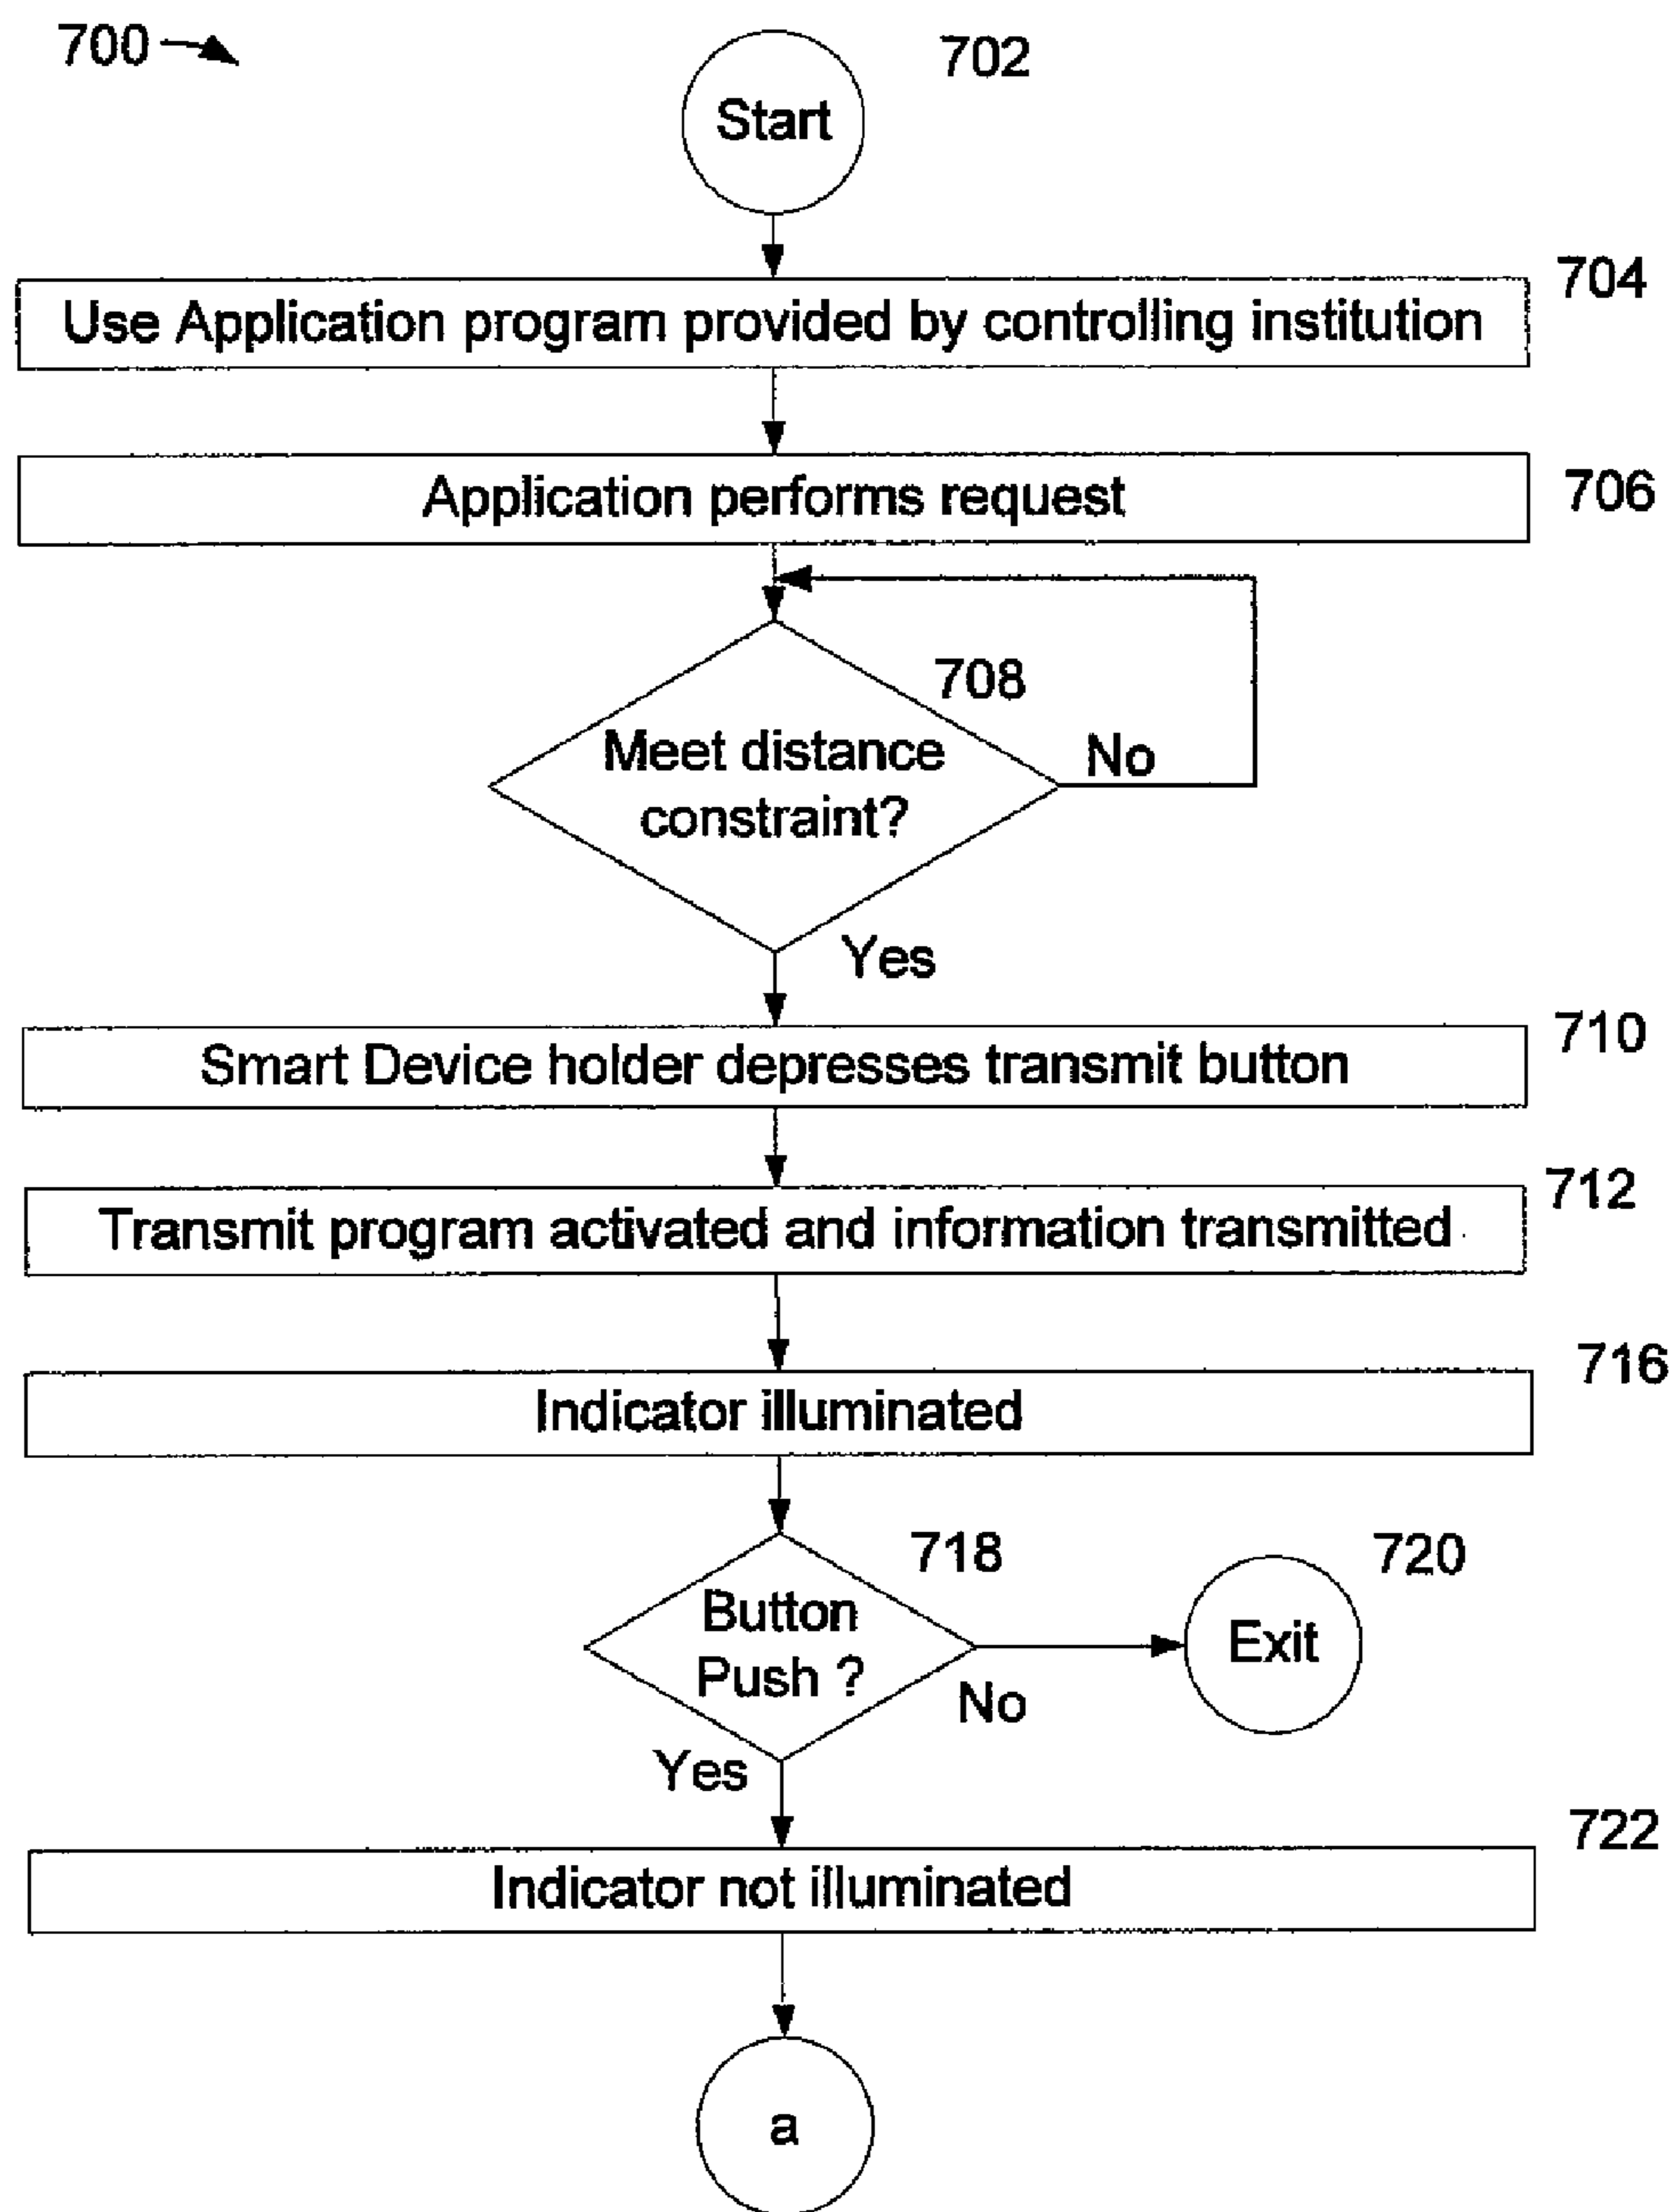 700
702
Start
704
Use Application program provided by controlling institution
706
Application performs request
708
Meet distance
constraint?
No
Yes
710
Smart Device holder depresses transmit button
712
Transmit program activated and information transmitted
716
Indicator illuminated
718
720
Button
Push ?
Exit
No
Yes
722
Indicator not illuminated
a